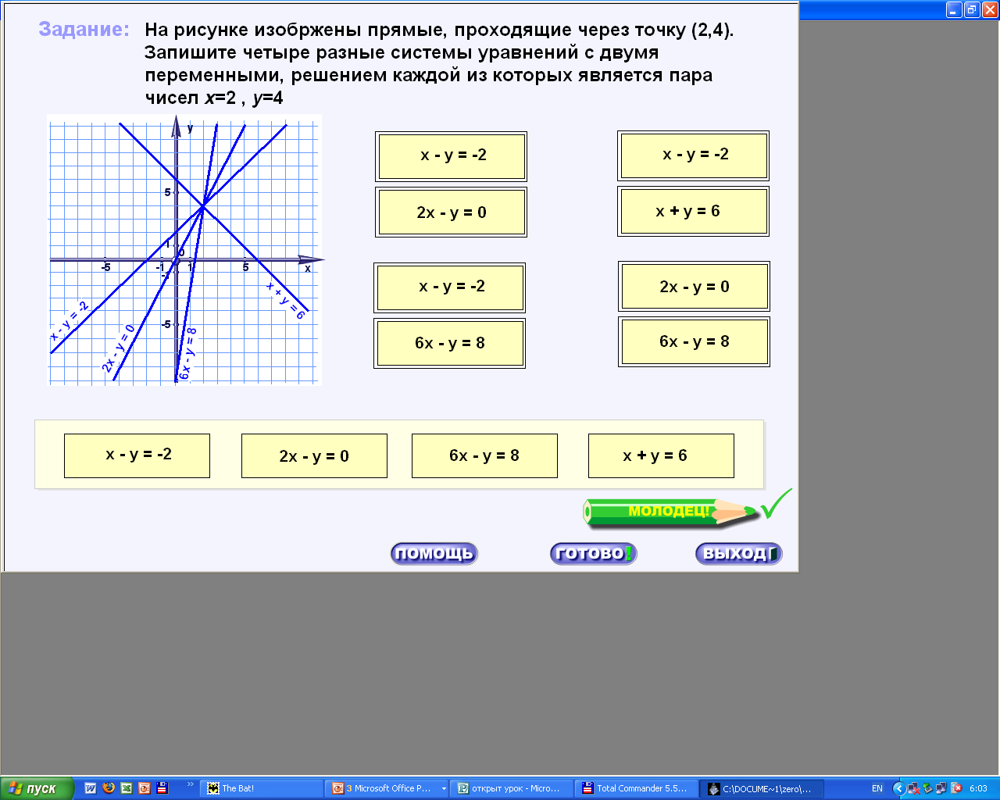 Задание: На рисунке изобржены прямые, проходящие через точку (2,4).
Запишите четыре разные системы уравнений с двумя
переменными, решением каждой из которых является пара
чисел x=2 , y=4
y
5
1
0
-5
-1
1
5
x
-1
-5
x - y = -2
2x - y = 0
6x - y = 8
x + y = 6
x - y = -2
2x - y = 0
x - y = -2
x + y = 6
x - y = -2
6x - y = 8
2x - y = 0
6x - y = 8
x - y = -2
2x - y = 0
6x - y = 8
x + y = 6
МОЛОДЕЦ!
ПОМОЩЬ
ГОТОВО!
ВЫХОД
пуск
The Bat!
3 Microsoft Office P...
открыт урок - Micro...
Total Commander 5.5...
C:\DOCUME~1\zero\...
EN
6:03